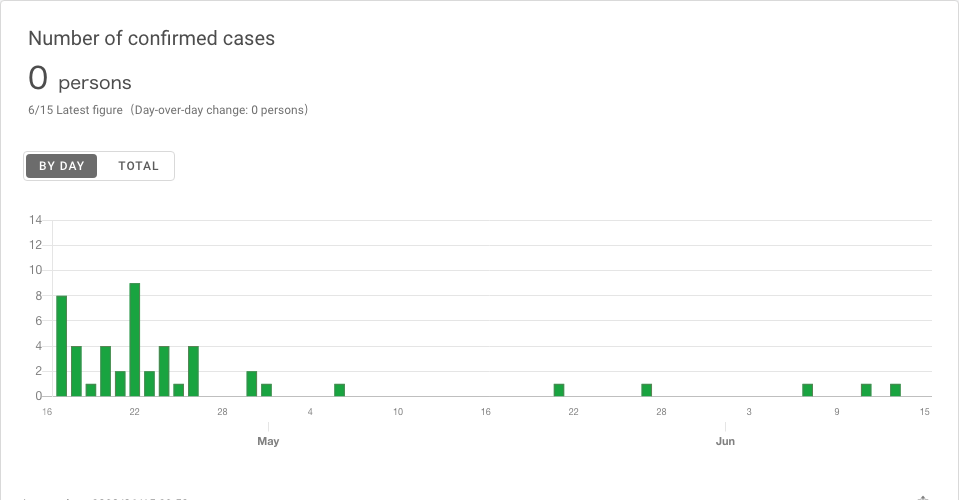 Number of confirmed cases
0 persons
6/15 Latest figure（Day-over-day change: 0 persons）
BY DAY TOTAL
14
12
10
8
6
4
2
0
16 22 28 4 10 16 22 28 3 9 15
May Jun